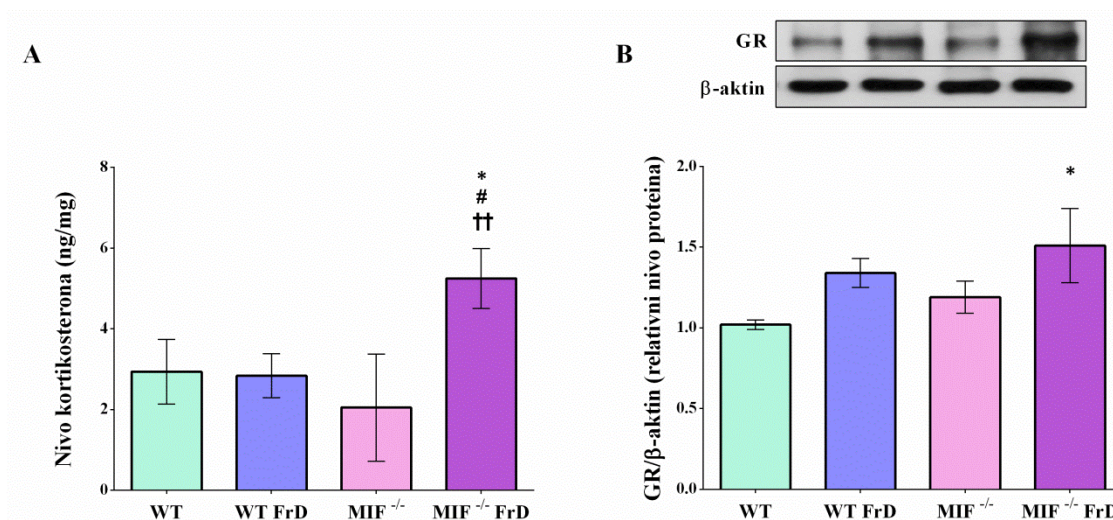 A
Nivo kortikosterona (ng/mg)
8
6
4
2
0
*
#
††
WT
WT FrD
MIF -/-
MIF -/- FrD
B
GR
β-aktin
GR/β-aktin (relativni nivo proteina)
2.0
1.5
1.0
0.5
0.0
*
WT
WT FrD
MIF -/-
MIF -/- FrD